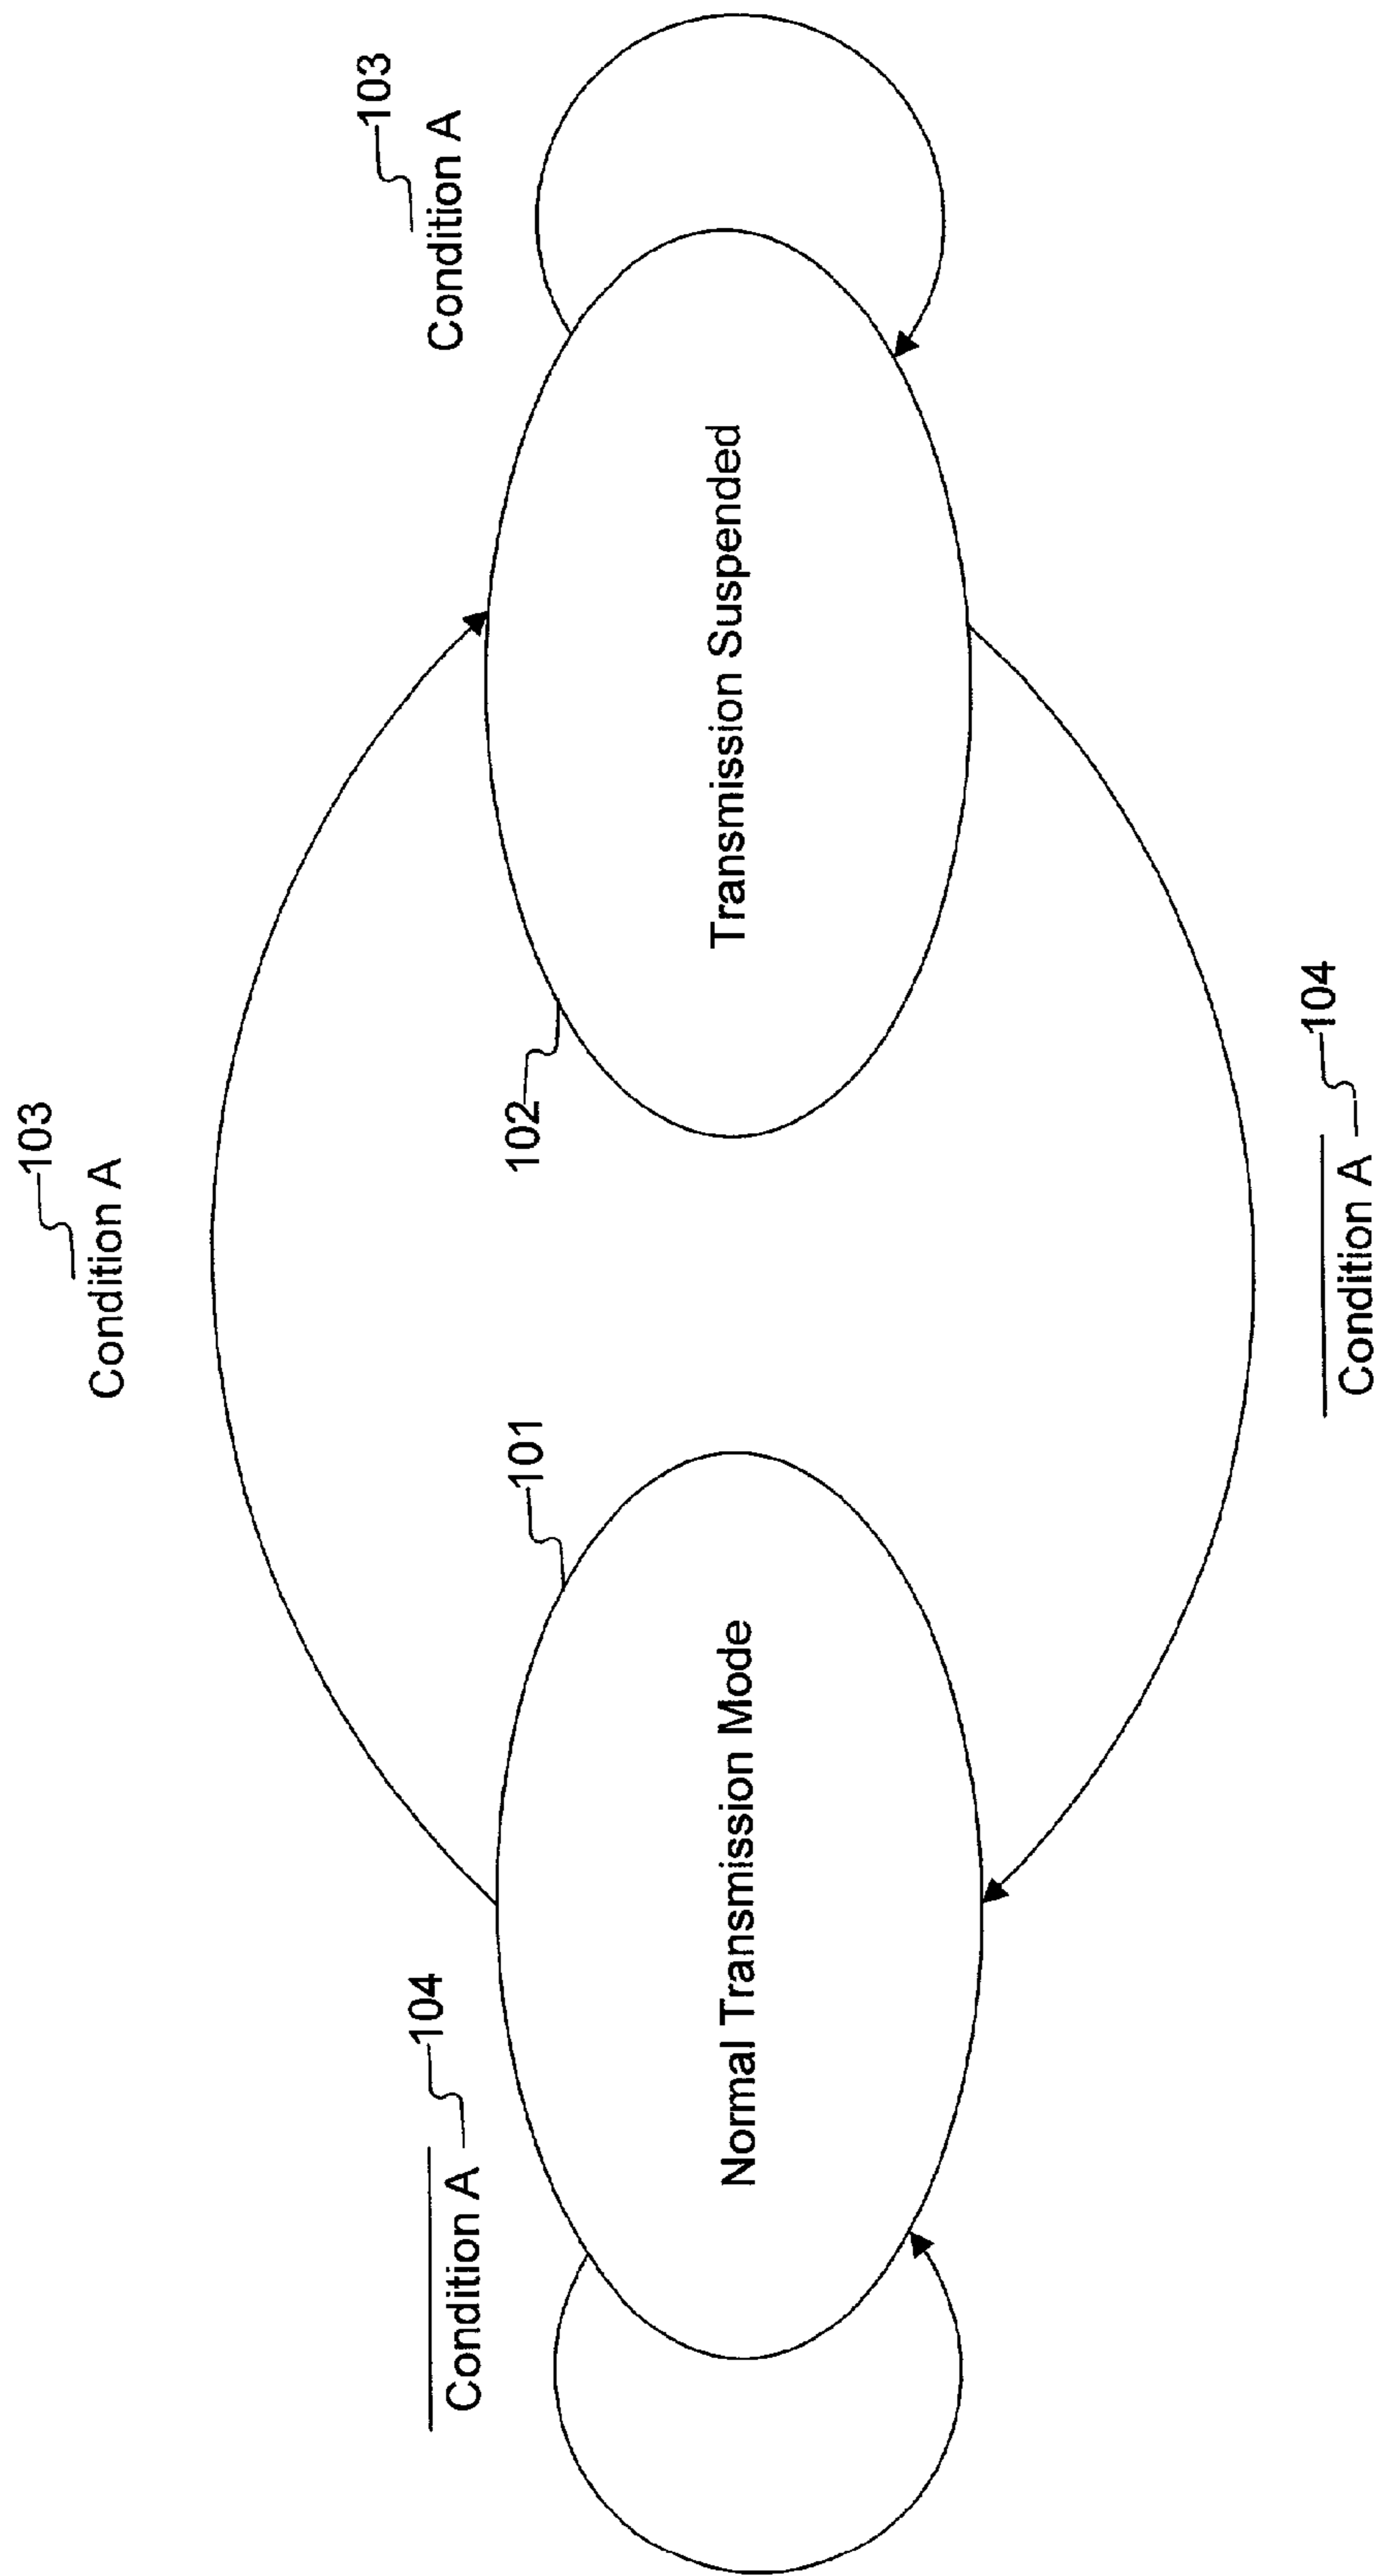 103
Condition A
103
Condition A
104
Condition A
101
102
Normal Transmission Mode
Transmission Suspended
104
Condition A